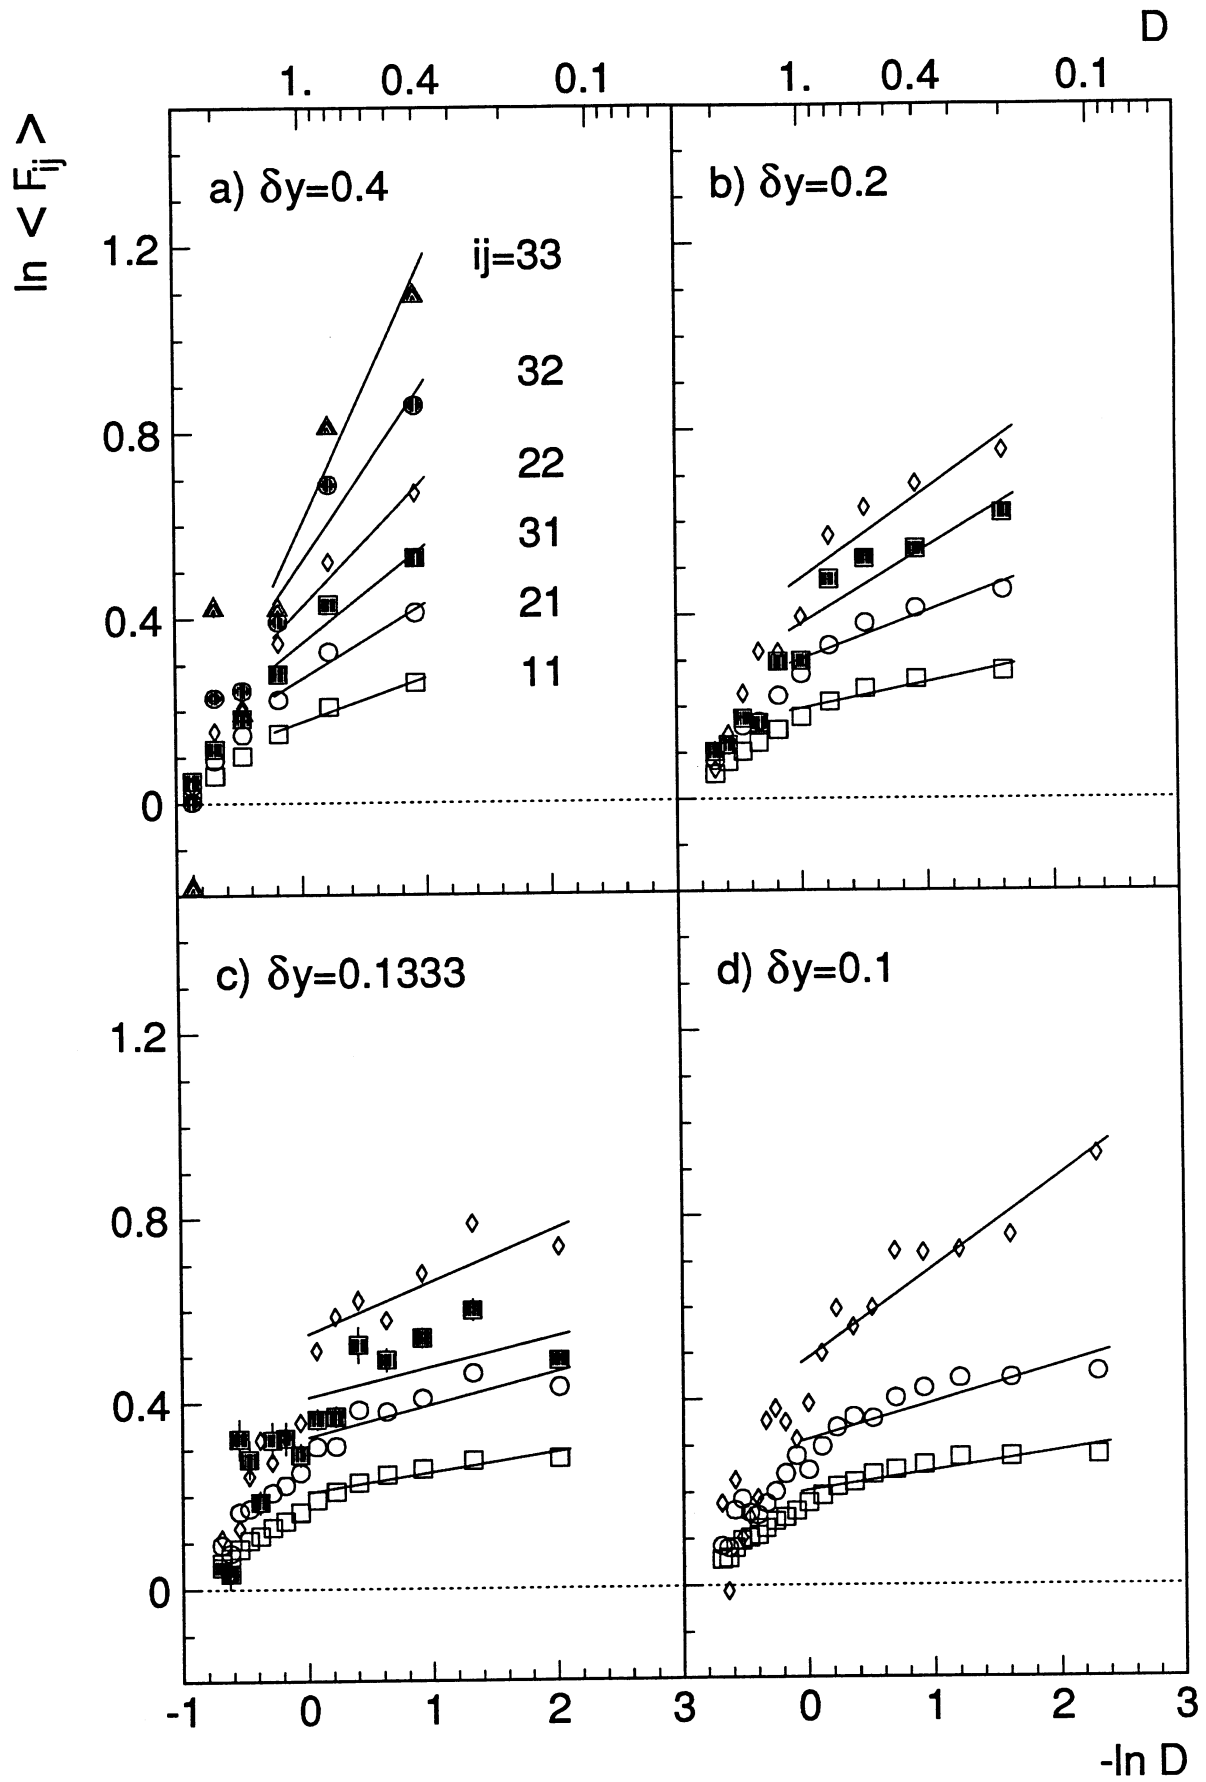 D
1. 0.4 0.1 1. 0.4 0.1
ln < F_ij >
a) δy=0.4
b) δy=0.2
1.2
0.8
0.4
0
ij=33
32
22
31
21
11
c) δy=0.1333
d) δy=0.1
1.2
0.8
0.4
0
-1 0 1 2 3 0 1 2 3
-ln D